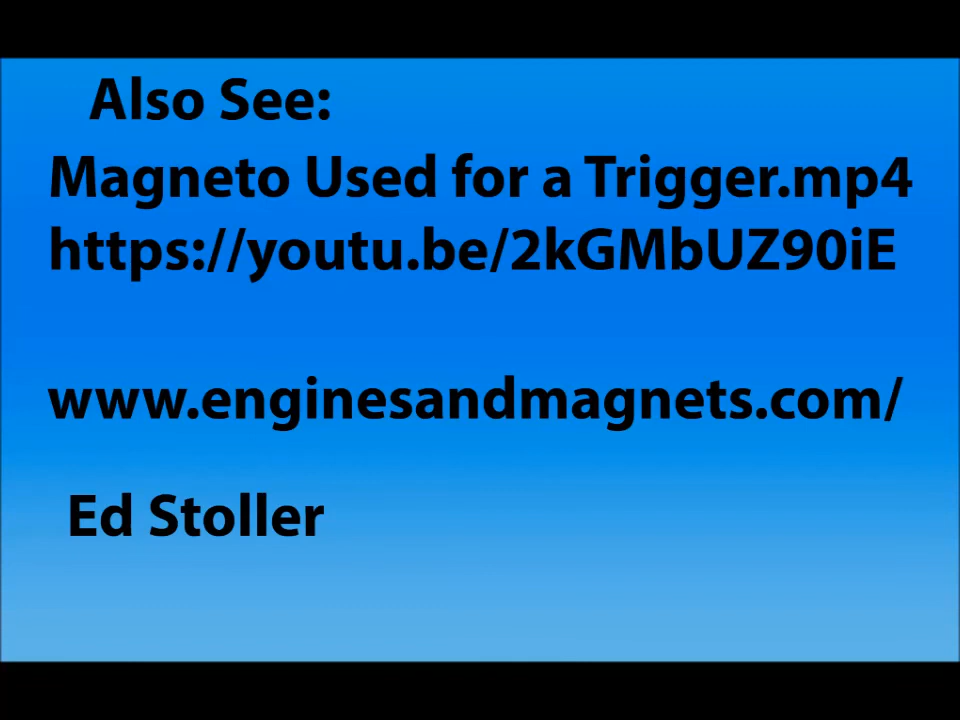 Also See:
Magneto Used for a Trigger.mp4
https://youtu.be/2kGMbUZ90iE
www.enginesandmagnets.com/
Ed Stoller